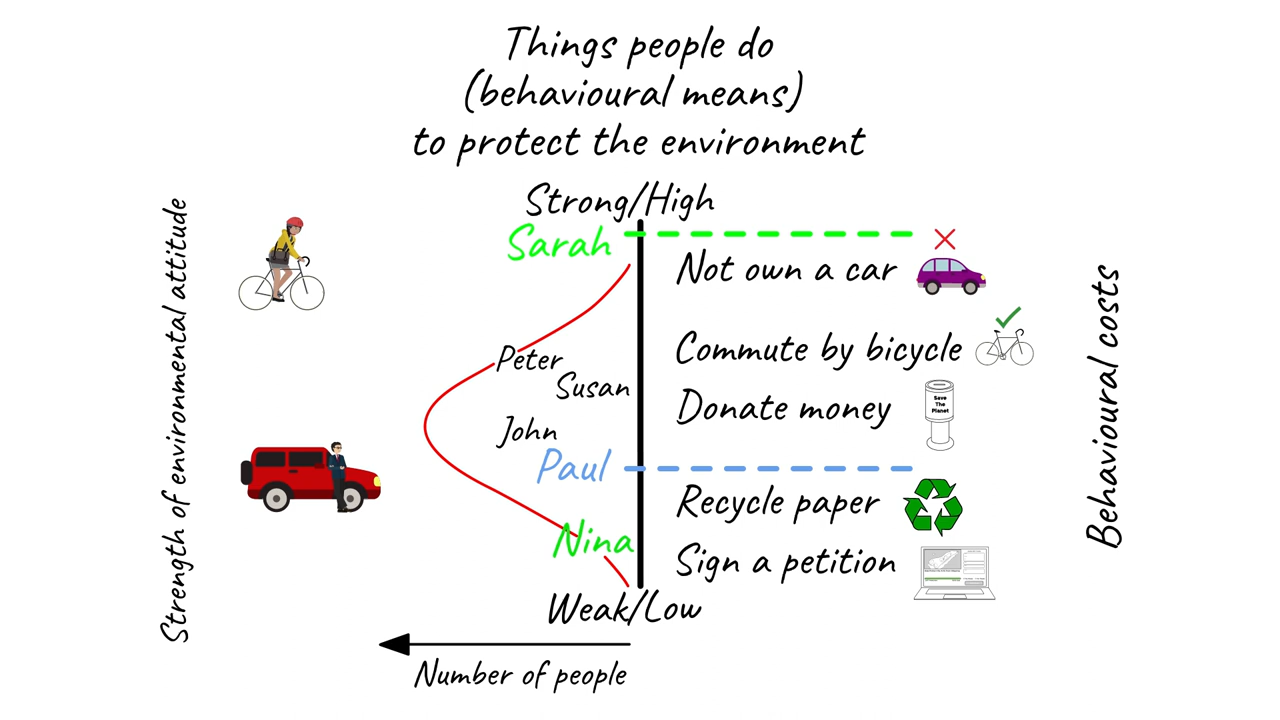 Things people do
(behavioural means)
to protect the environment
Strong/High
Sarah
Not own a car
Peter
Commute by bicycle
Susan
Donate money
Save
The
Planet
John
Paul
Recycle paper
Nina
Sign a petition
Weak/Low
Number of people
Strength of environmental attitude
Behavioural costs